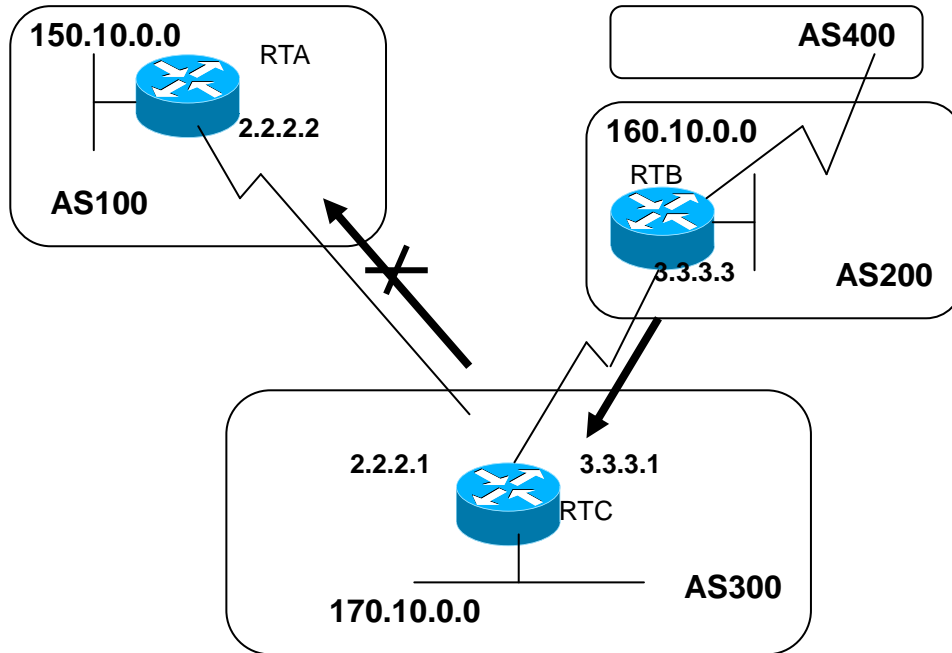 150.10.0.0
RTA
2.2.2.2
AS100
AS400
160.10.0.0
RTB
3.3.3.3
AS200
2.2.2.1
3.3.3.1
RTC
AS300
170.10.0.0